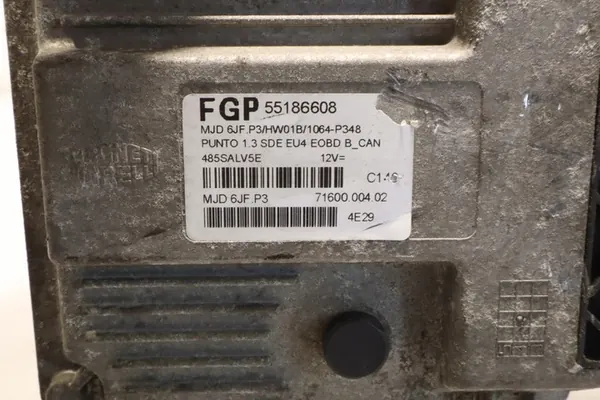 FGP 55186608
MJD 6JF.P3/HW01B/1064-P348
PUNTO 1.3 SDE EU4 EOBD B_CAN
485SALV5E 12V=
C146
MJD 6JF.P3 71600.004.02
4E29
MAGNETI
MARELLI